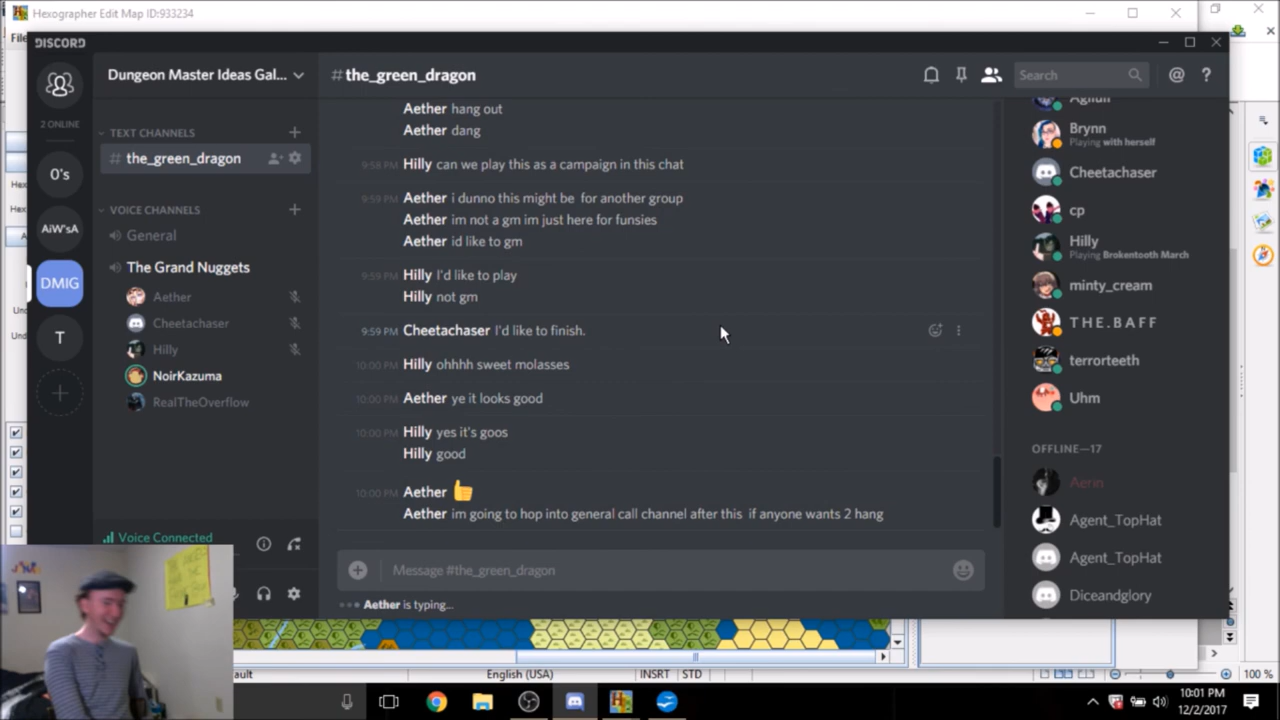 Hexographer Edit Map ID:933234
File
DISCORD
Dungeon Master Ideas Gal...
#the_green_dragon
Search
2 ONLINE
TEXT CHANNELS
# the_green_dragon
O's
VOICE CHANNELS
AiW'sA
General
The Grand Nuggets
DMIG
Aether
Cheetachaser
Hilly
T
NoirKazuma
RealTheOverflow
Voice Connected
Aether hang out
Aether dang
9:58 PM Hilly can we play this as a campaign in this chat
9:59 PM Aether i dunno this might be for another group
Aether im not a gm im just here for funsies
Aether id like to gm
9:59 PM Hilly I'd like to play
Hilly not gm
9:59 PM Cheetachaser I'd like to finish.
10:00 PM Hilly ohhhh sweet molasses
10:00 PM Aether ye it looks good
10:00 PM Hilly yes it's goos
Hilly good
10:00 PM Aether 👍
Aether im going to hop into general call channel after this if anyone wants 2 hang
Message #the_green_dragon
Aether is typing...
Brynn
Playing with herself
Cheetachaser
cp
Hilly
Playing Brokentooth March
minty_cream
T H E . B A F F
terrorteeth
Uhm
OFFLINE—17
Aerin
Agent_TopHat
Agent_TopHat
Diceandglory
ault
English (USA)
INSRT
STD
100 %
10:01 PM
12/2/2017